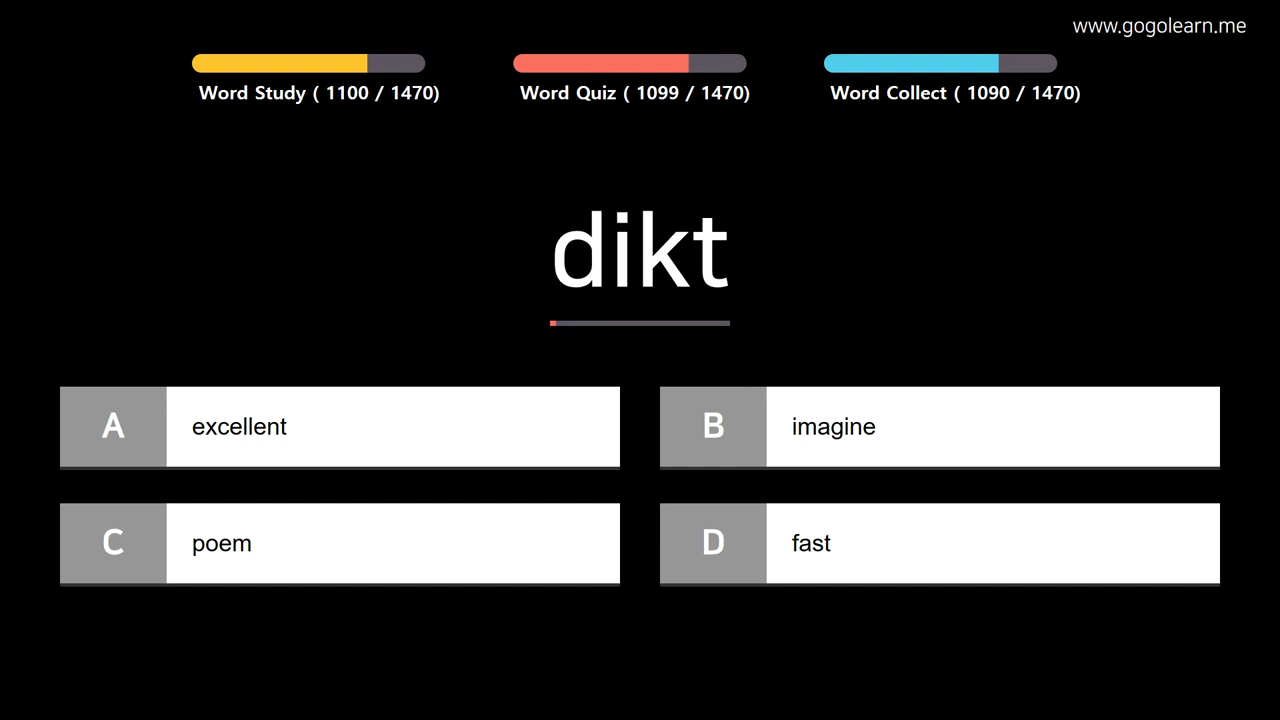 www.gogolearn.me
Word Study ( 1100 / 1470)
Word Quiz ( 1099 / 1470)
Word Collect ( 1090 / 1470)
dikt
A excellent
B imagine
C poem
D fast